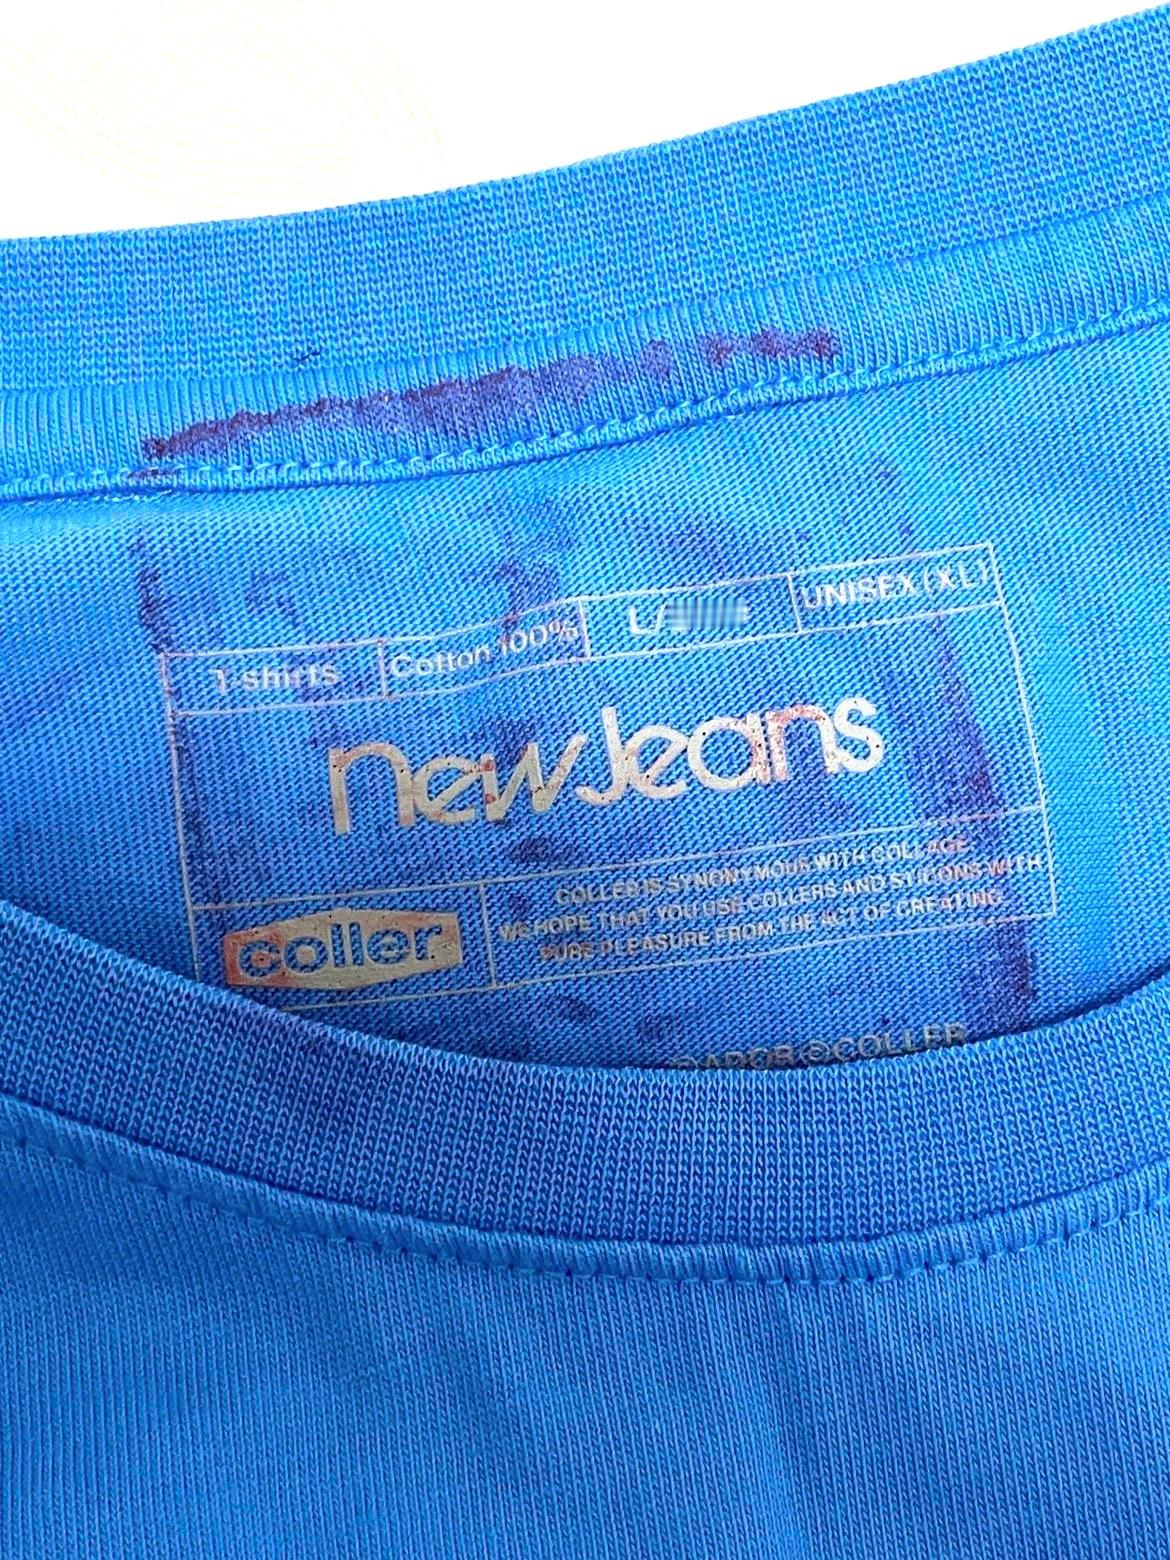 T-shirts
Cotton 100%
L/
UNISEX (XL)
newJeans
coller
COLLER IS SYNONYMOUS WITH COLLAGE
WE HOPE THAT YOU USE COLLERS AND STICONS WITH
PURE PLEASURE FROM THE ACT OF CREATING
©ADOR ©COLLER